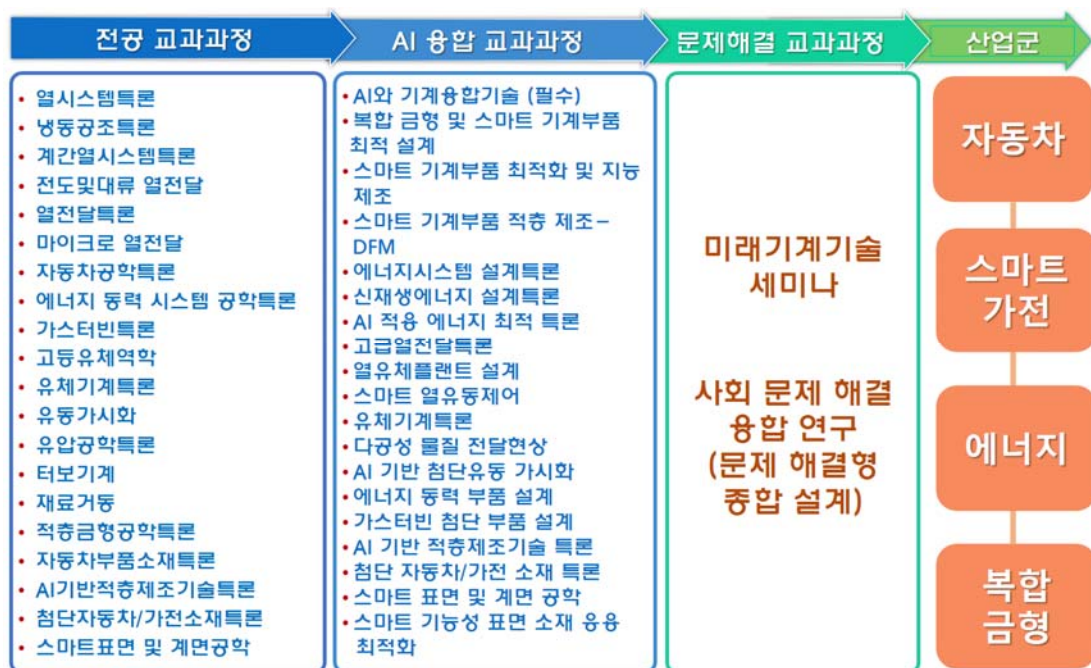 전공 교과과정
AI 융합 교과과정
문제해결 교과과정
산업군
• 열시스템특론
• 냉동공조특론
• 계간열시스템특론
• 전도및대류 열전달
• 열전달특론
• 마이크로 열전달
• 자동차공학특론
• 에너지 동력 시스템 공학특론
• 가스터빈특론
• 고등유체역학
• 유체기계특론
• 유동가시화
• 유압공학특론
• 터보기계
• 재료거동
• 적층금형공학특론
• 자동차부품소재특론
• AI기반적층제조기술특론
• 첨단자동차/가전소재특론
• 스마트표면 및 계면공학
• AI와 기계융합기술 (필수)
• 복합 금형 및 스마트 기계부품
최적 설계
• 스마트 기계부품 최적화 및 지능
제조
• 스마트 기계부품 적층 제조-
DFM
• 에너지시스템 설계특론
• 신재생에너지 설계특론
• AI 적용 에너지 최적 특론
• 고급열전달특론
• 열유체플랜트 설계
• 스마트 열유동제어
• 유체기계특론
• 다공성 물질 전달현상
• AI 기반 첨단유동 가시화
• 에너지 동력 부품 설계
• 가스터빈 첨단 부품 설계
• AI 기반 적층제조기술 특론
• 첨단 자동차/가전 소재 특론
• 스마트 표면 및 계면 공학
• 스마트 기능성 표면 소재 응용
최적화
미래기계기술
세미나
사회 문제 해결
융합 연구
(문제 해결형
종합 설계)
자동차
스마트
가전
에너지
복합
금형